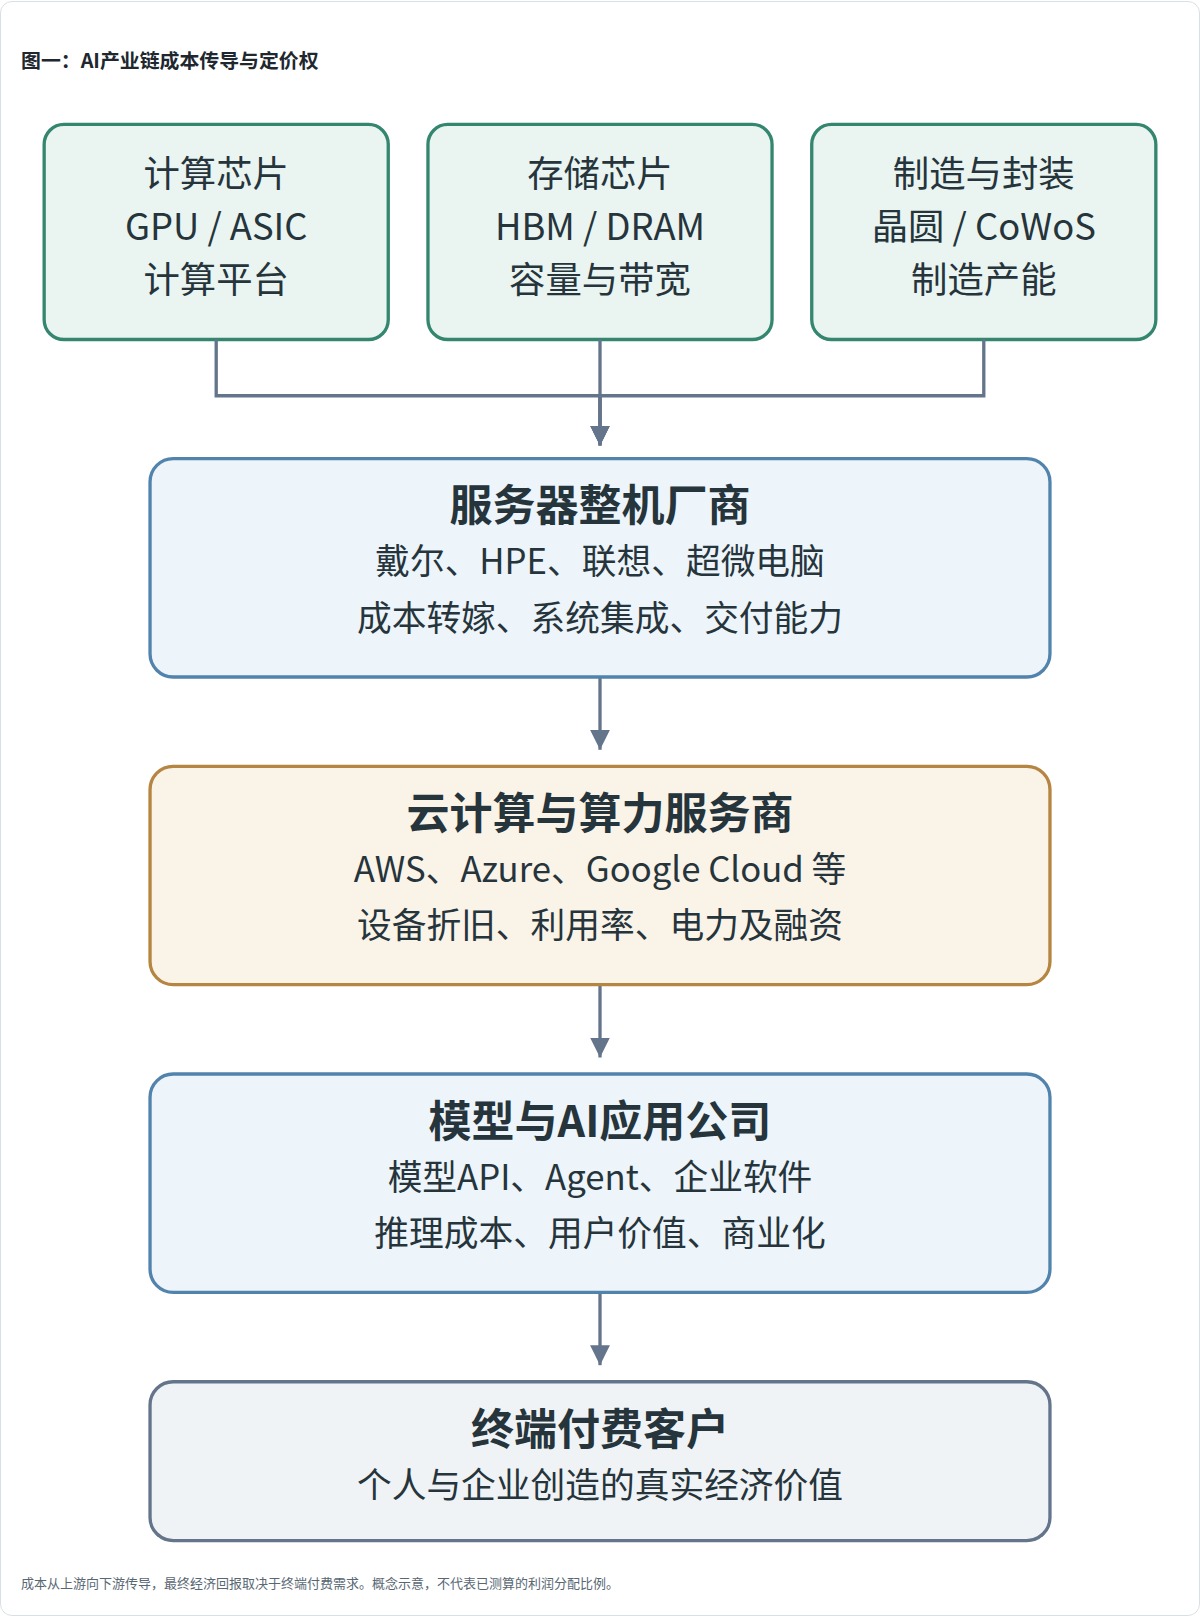 图一：AI产业链成本传导与定价权
计算芯片
GPU / ASIC
计算平台
存储芯片
HBM / DRAM
容量与带宽
制造与封装
晶圆 / CoWoS
制造产能
服务器整机厂商
戴尔、HPE、联想、超微电脑
成本转嫁、系统集成、交付能力
云计算与算力服务商
AWS、Azure、Google Cloud 等
设备折旧、利用率、电力及融资
模型与AI应用公司
模型API、Agent、企业软件
推理成本、用户价值、商业化
终端付费客户
个人与企业创造的真实经济价值
成本从上游向下游传导，最终经济回报取决于终端付费需求。概念示意，不代表已测算的利润分配比例。